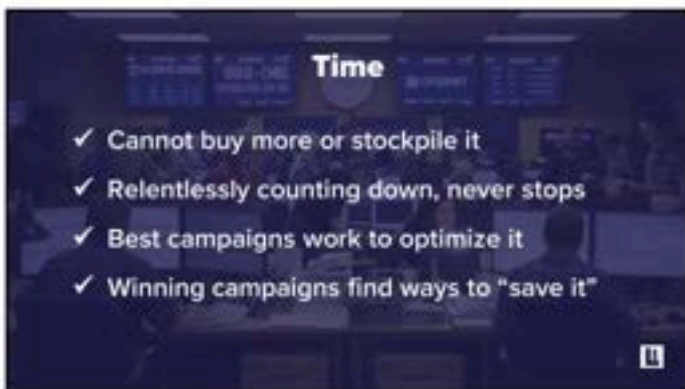 Time
✓ Cannot buy more or stockpile it
✓ Relentlessly counting down, never stops
✓ Best campaigns work to optimize it
✓ Winning campaigns find ways to “save it”